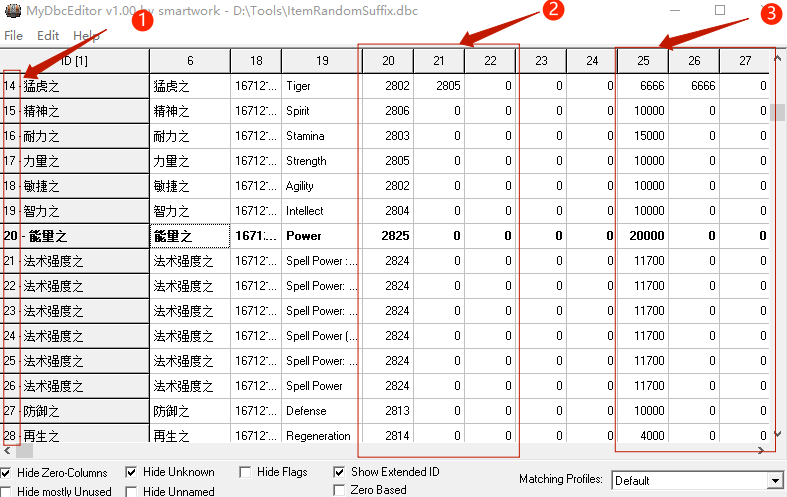 MyDbcEditor v1.00 by smartwork - D:\Tools\ItemRandomSuffix.dbc
1 2 3
File Edit Help
ID [1] 6 18 19 20 21 22 23 24 25 26 27
14 - 猛虎之 猛虎之 16712... Tiger 2802 2805 0 0 0 6666 6666 0
15 - 精神之 精神之 16712... Spirit 2806 0 0 0 0 10000 0 0
16 - 耐力之 耐力之 16712... Stamina 2803 0 0 0 0 15000 0 0
17 - 力量之 力量之 16712... Strength 2805 0 0 0 0 10000 0 0
18 - 敏捷之 敏捷之 16712... Agility 2802 0 0 0 0 10000 0 0
19 - 智力之 智力之 16712... Intellect 2804 0 0 0 0 10000 0 0
20 - 能量之 能量之 1671... Power 2825 0 0 0 0 20000 0 0
21 - 法术强度之 法术强度之 16712... Spell Power :... 2824 0 0 0 0 11700 0 0
22 - 法术强度之 法术强度之 16712... Spell Power :... 2824 0 0 0 0 11700 0 0
23 - 法术强度之 法术强度之 16712... Spell Power :... 2824 0 0 0 0 11700 0 0
24 - 法术强度之 法术强度之 16712... Spell Power (... 2824 0 0 0 0 11700 0 0
25 - 法术强度之 法术强度之 16712... Spell Power :... 2824 0 0 0 0 11700 0 0
26 - 法术强度之 法术强度之 16712... Spell Power 2824 0 0 0 0 11700 0 0
27 - 防御之 防御之 16712... Defense 2813 0 0 0 0 10000 0 0
28 - 再生之 再生之 16712... Regeneration 2814 0 0 0 0 4000 0 0
Hide Zero-Columns Hide Unknown Hide Flags Show Extended ID Matching Profiles: Default
Hide mostly Unused Hide Unnamed Zero Based